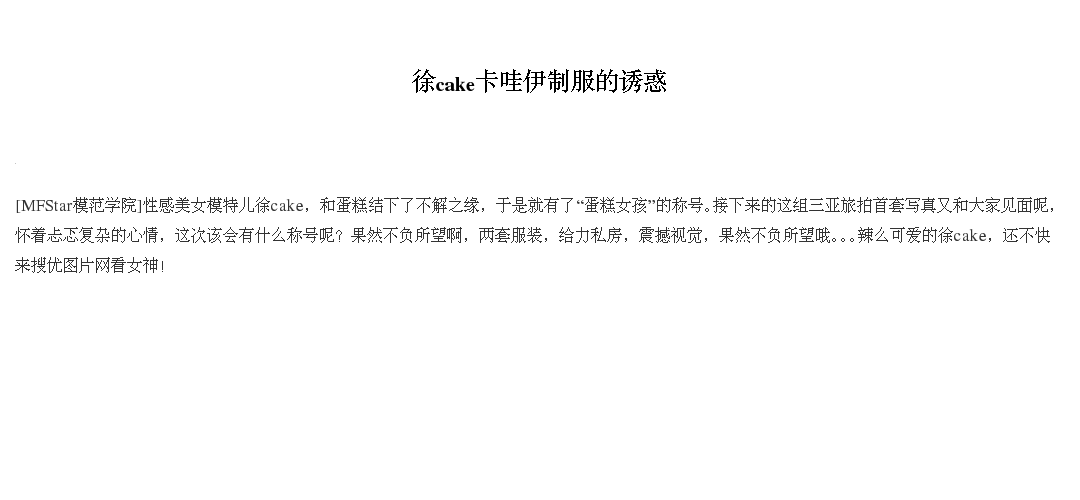 徐cake卡哇伊制服的诱惑
[MFStar模范学院]性感美女模特儿徐cake，和蛋糕结下了不解之缘，于是就有了“蛋糕女孩”的称号。接下来的这组三亚旅拍首套写真又和大家见面呢，
怀着忐忑复杂的心情，这次该会有什么称号呢？果然不负所望啊，两套服装，给力私房，震撼视觉，果然不负所望哦。。。辣么可爱的徐cake，还不快
来搜优图片网看女神！